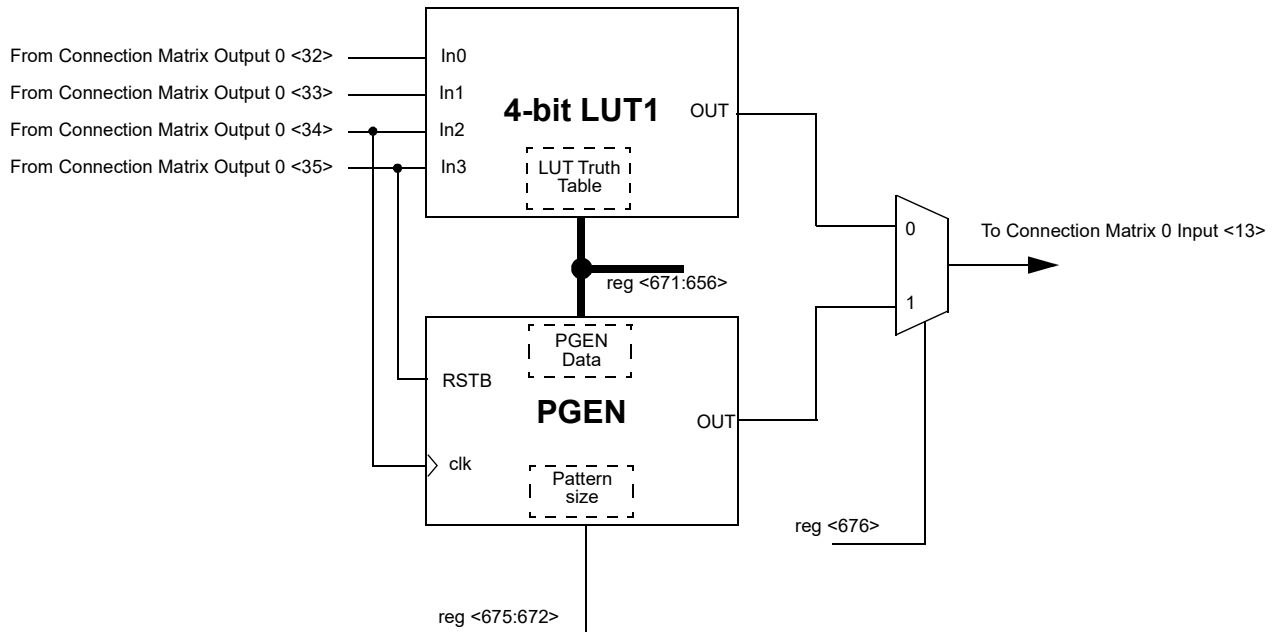 From Connection Matrix Output 0 <32>
From Connection Matrix Output 0 <33>
From Connection Matrix Output 0 <34>
From Connection Matrix Output 0 <35>
In0
In1
In2
In3
4-bit LUT1
OUT
LUT Truth
Table
reg <671:656>
0
1
To Connection Matrix 0 Input <13>
PGEN
Data
RSTB
PGEN
OUT
clk
Pattern
size
reg <676>
reg <675:672>